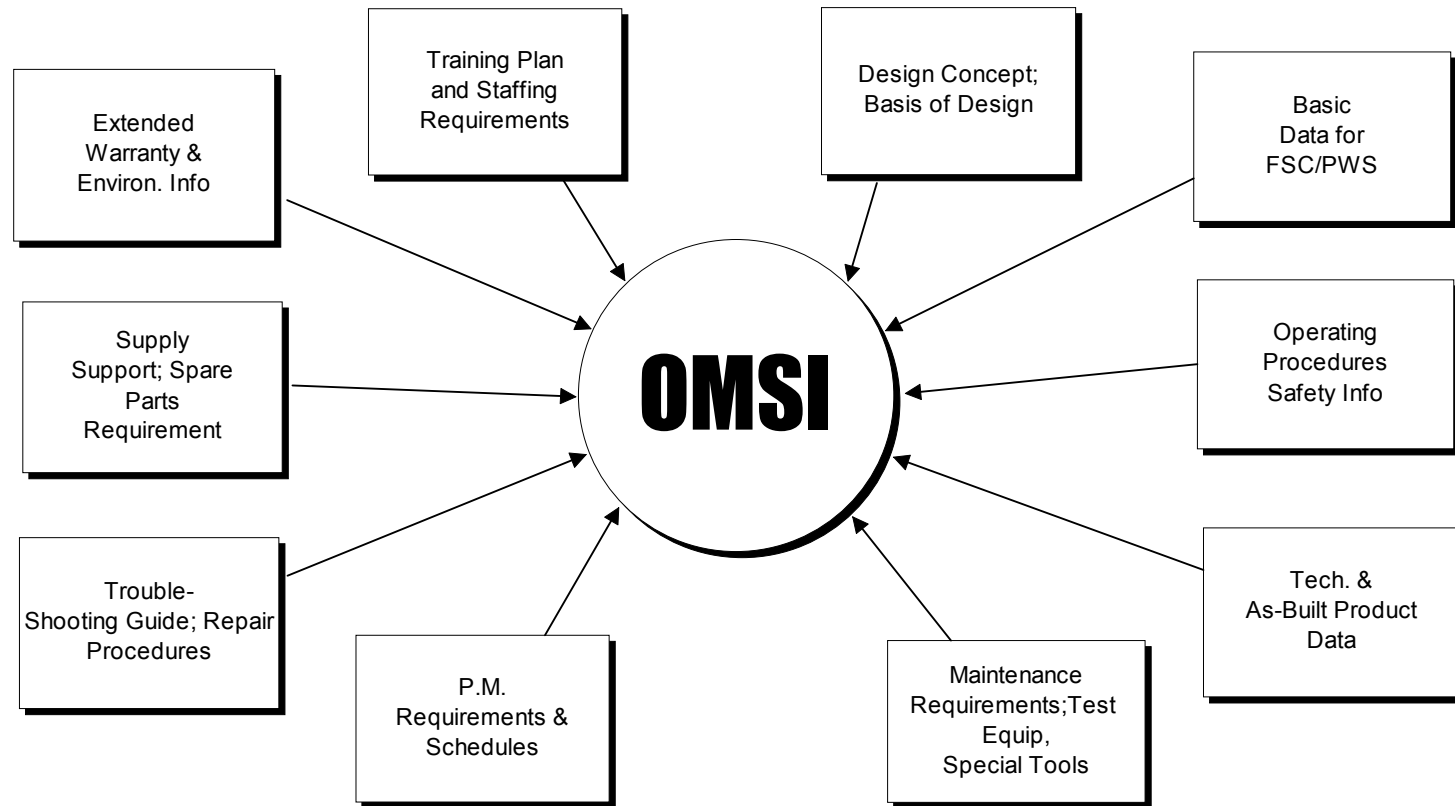 Training Plan
and Staffing
Requirements
Design Concept;
Basis of Design
Basic
Data for
FSC/PWS
Extended
Warranty &
Environ. Info
Supply
Support; Spare
Parts
Requirement
OMSI
Operating
Procedures
Safety Info
Trouble-
Shooting Guide; Repair
Procedures
Tech. &
As-Built Product
Data
P.M.
Requirements &
Schedules
Maintenance
Requirements;Test
Equip,
Special Tools